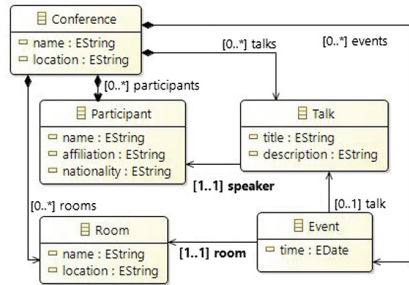 Conference
name : EString
location : EString
[0..*] talks
[0..*] events
[0..*] participants
Participant
name : EString
affiliation : EString
nationality : EString
Talk
title : EString
description : EString
[1..1] speaker
[0..1] talk
[0..*] rooms
Room
name : EString
location : EString
[1..1] room
Event
time : EDate